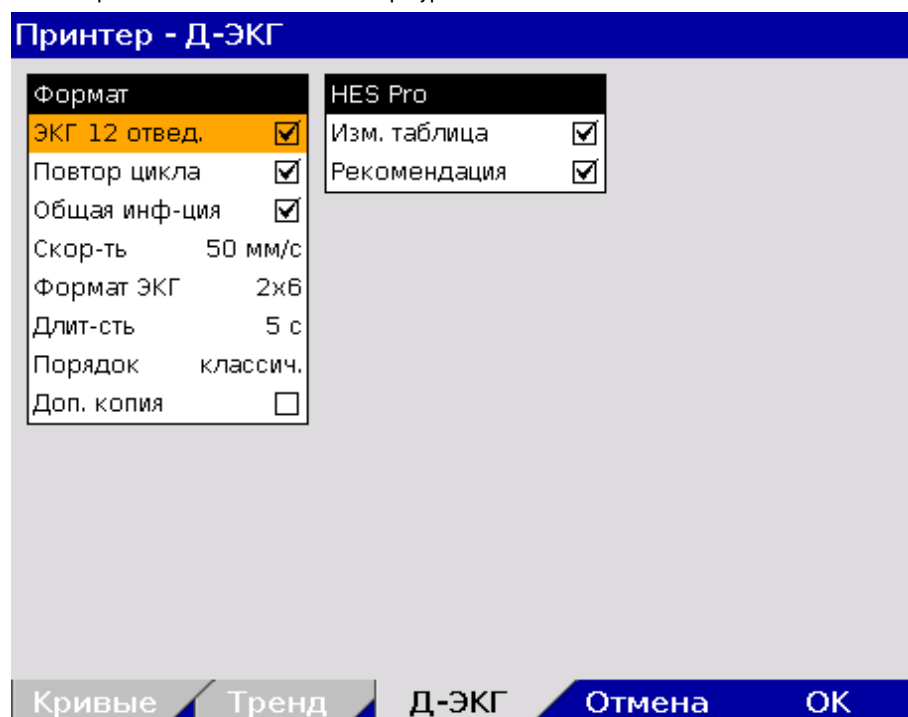 Принтер - Д-ЭКГ
Формат
ЭКГ 12 отвед.
Повтор цикла
Общая инф-ция
Скор-ть 50 мм/с
Формат ЭКГ 2x6
Длит-сть 5 с
Порядок классич.
Доп. копия
HES Pro
Изм. таблица
Рекомендация
Кривые Тренд Д-ЭКГ Отмена OK